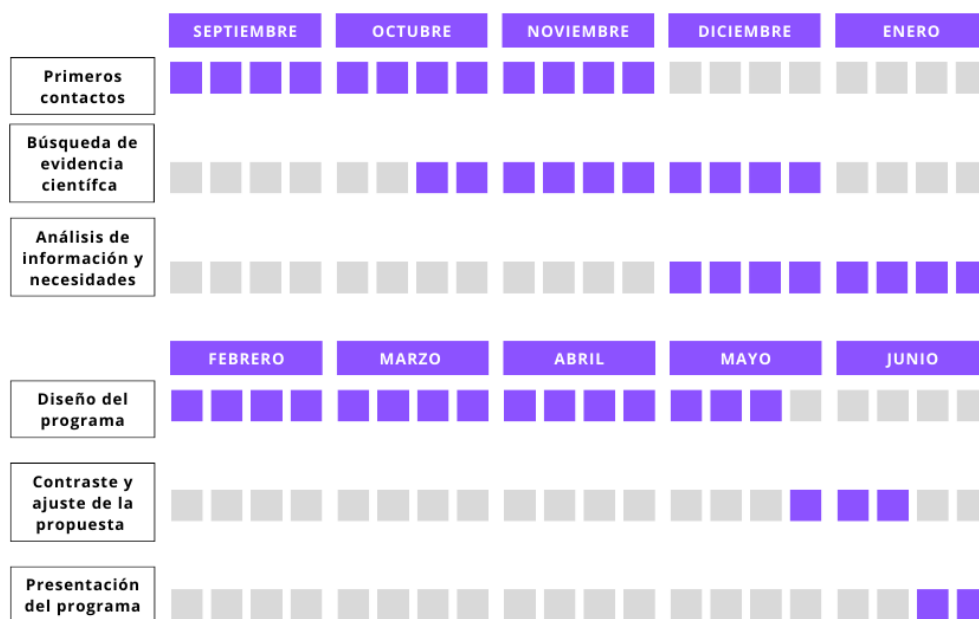 SEPTIEMBRE OCTUBRE NOVIEMBRE DICIEMBRE ENERO
Primeros
contactos
Búsqueda de
evidencia
científca
Análisis de
información y
necesidades
FEBRERO MARZO ABRIL MAYO JUNIO
Diseño del
programa
Contraste y
ajuste de la
propuesta
Presentación
del programa